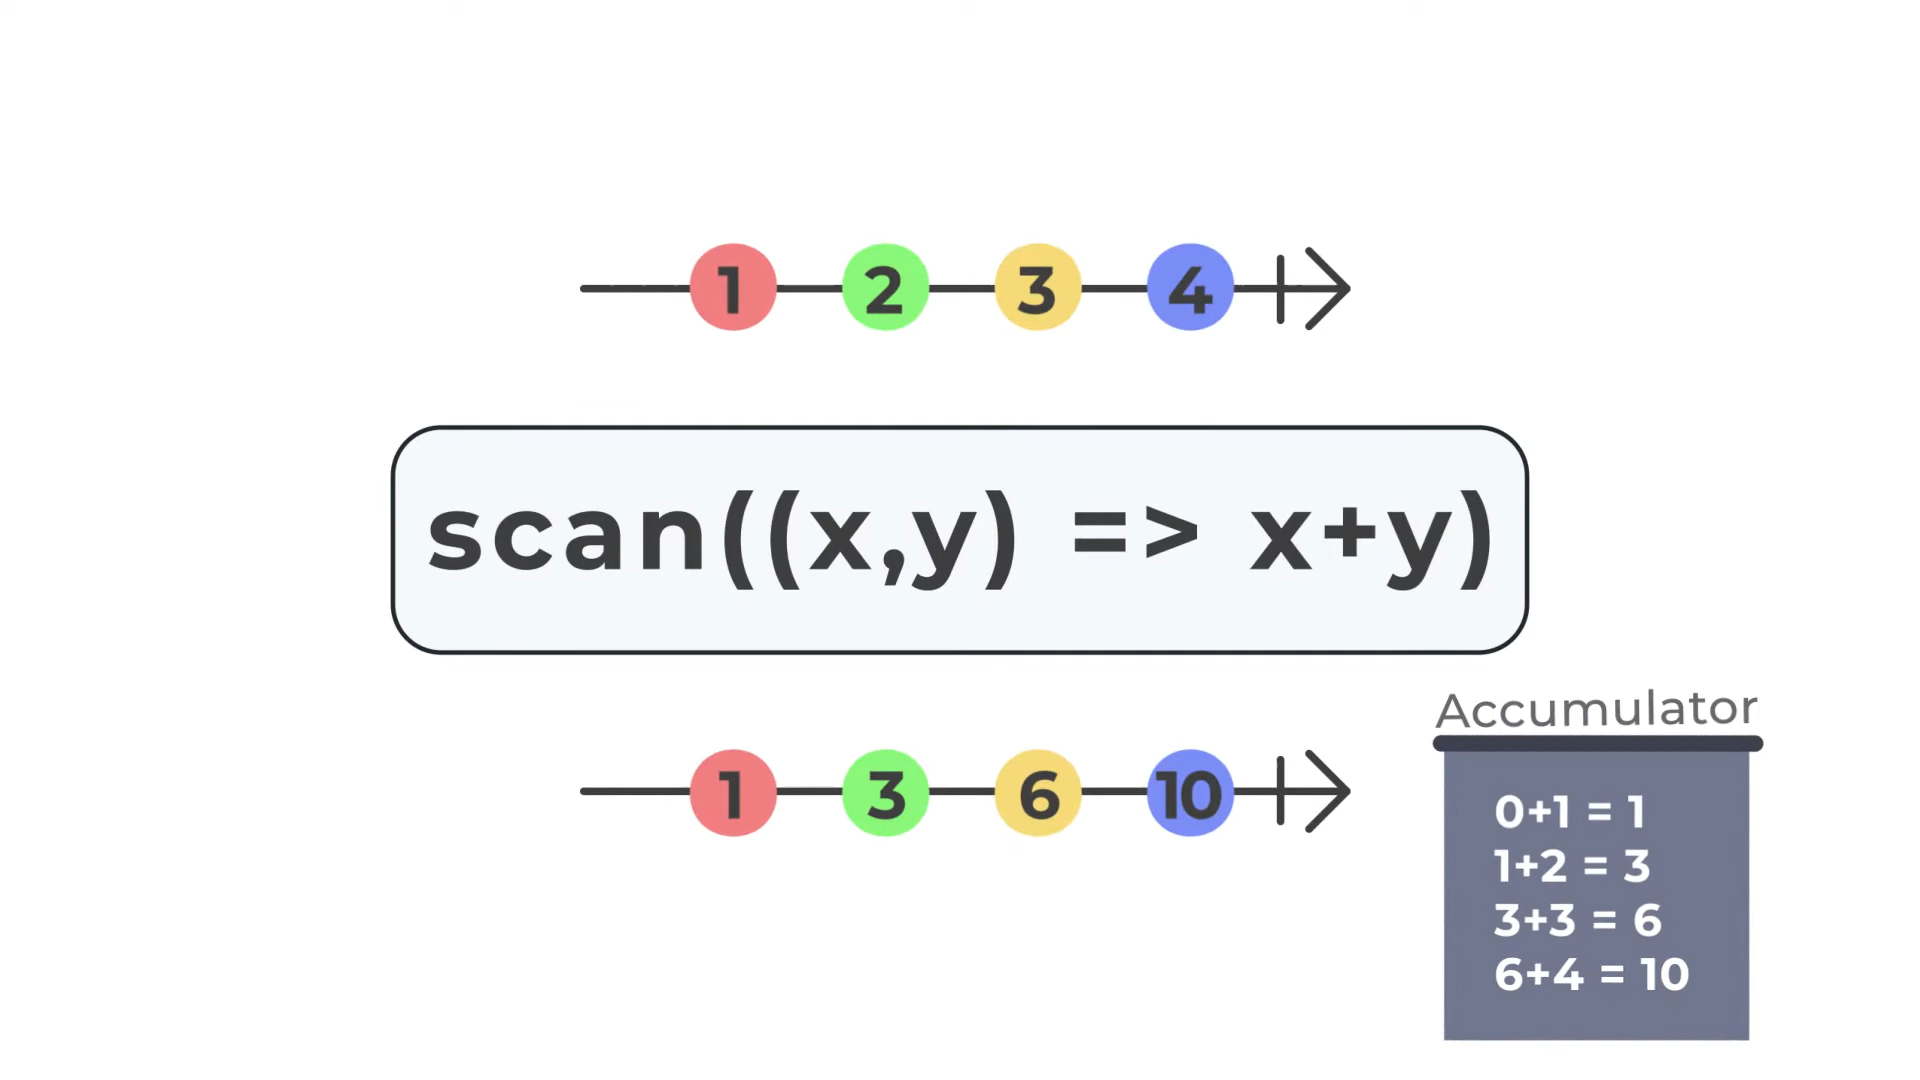 1 2 3 4
scan((x,y) => x+y)
1 3 6 10
Accumulator
0+1 = 1
1+2 = 3
3+3 = 6
6+4 = 10